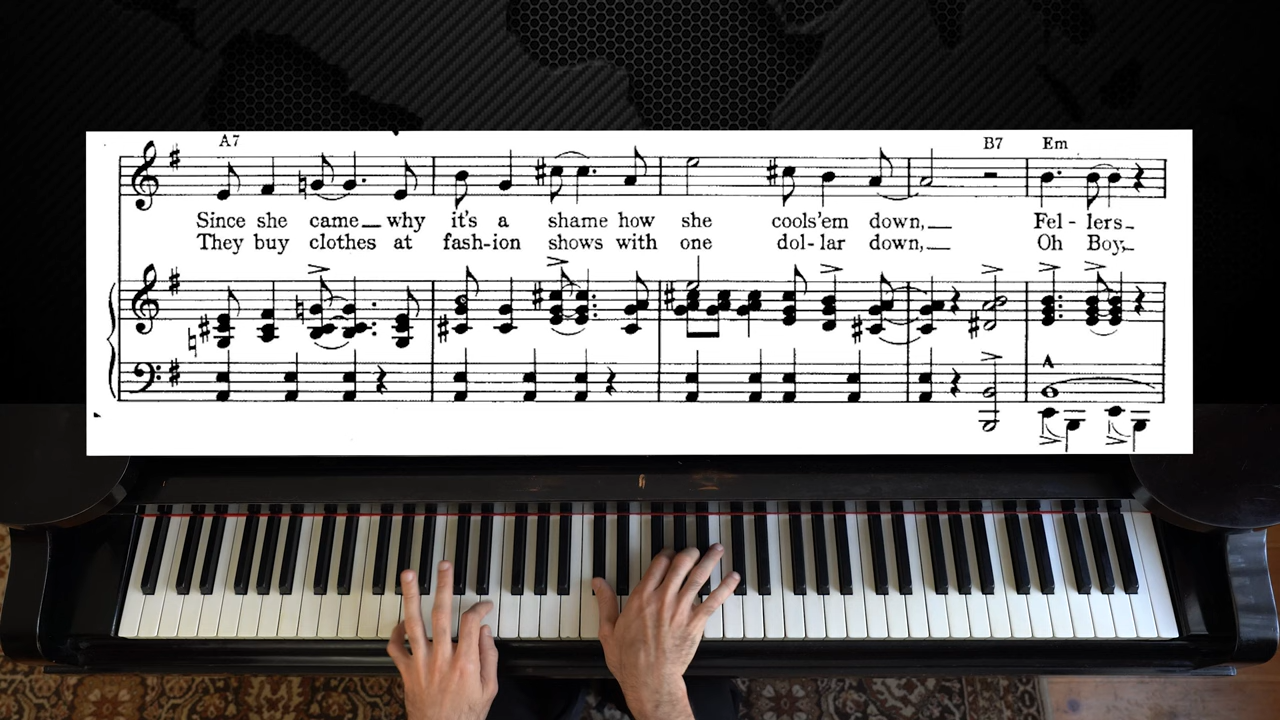 A7 B7 Em
Since she came why it's a shame how she cools'em down, Fel-lers
They buy clothes at fash-ion shows with one dol-lar down, Oh Boy,